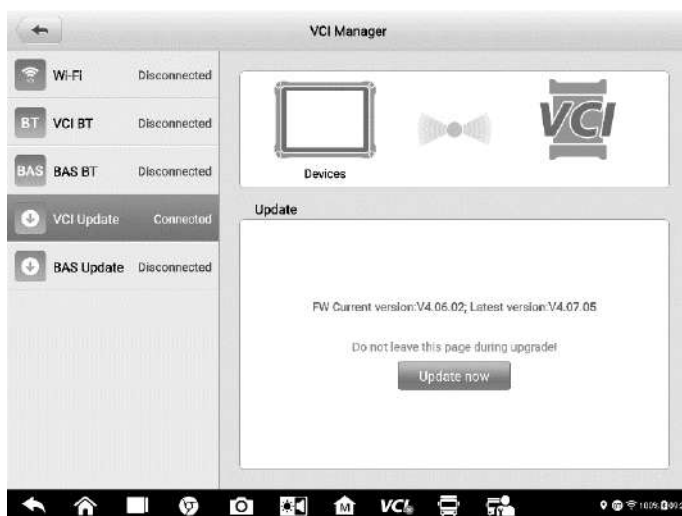 VCI Manager
Wi-Fi Disconnected
BT VCI BT Disconnected
BAS BAS BT Disconnected
VCI Update Connected
BAS Update Disconnected
VCI
Devices
Update
FW Current version:V4.06.02; Latest version:V4.07.05
Do not leave this page during upgrade!
Update now
M VCI 100%